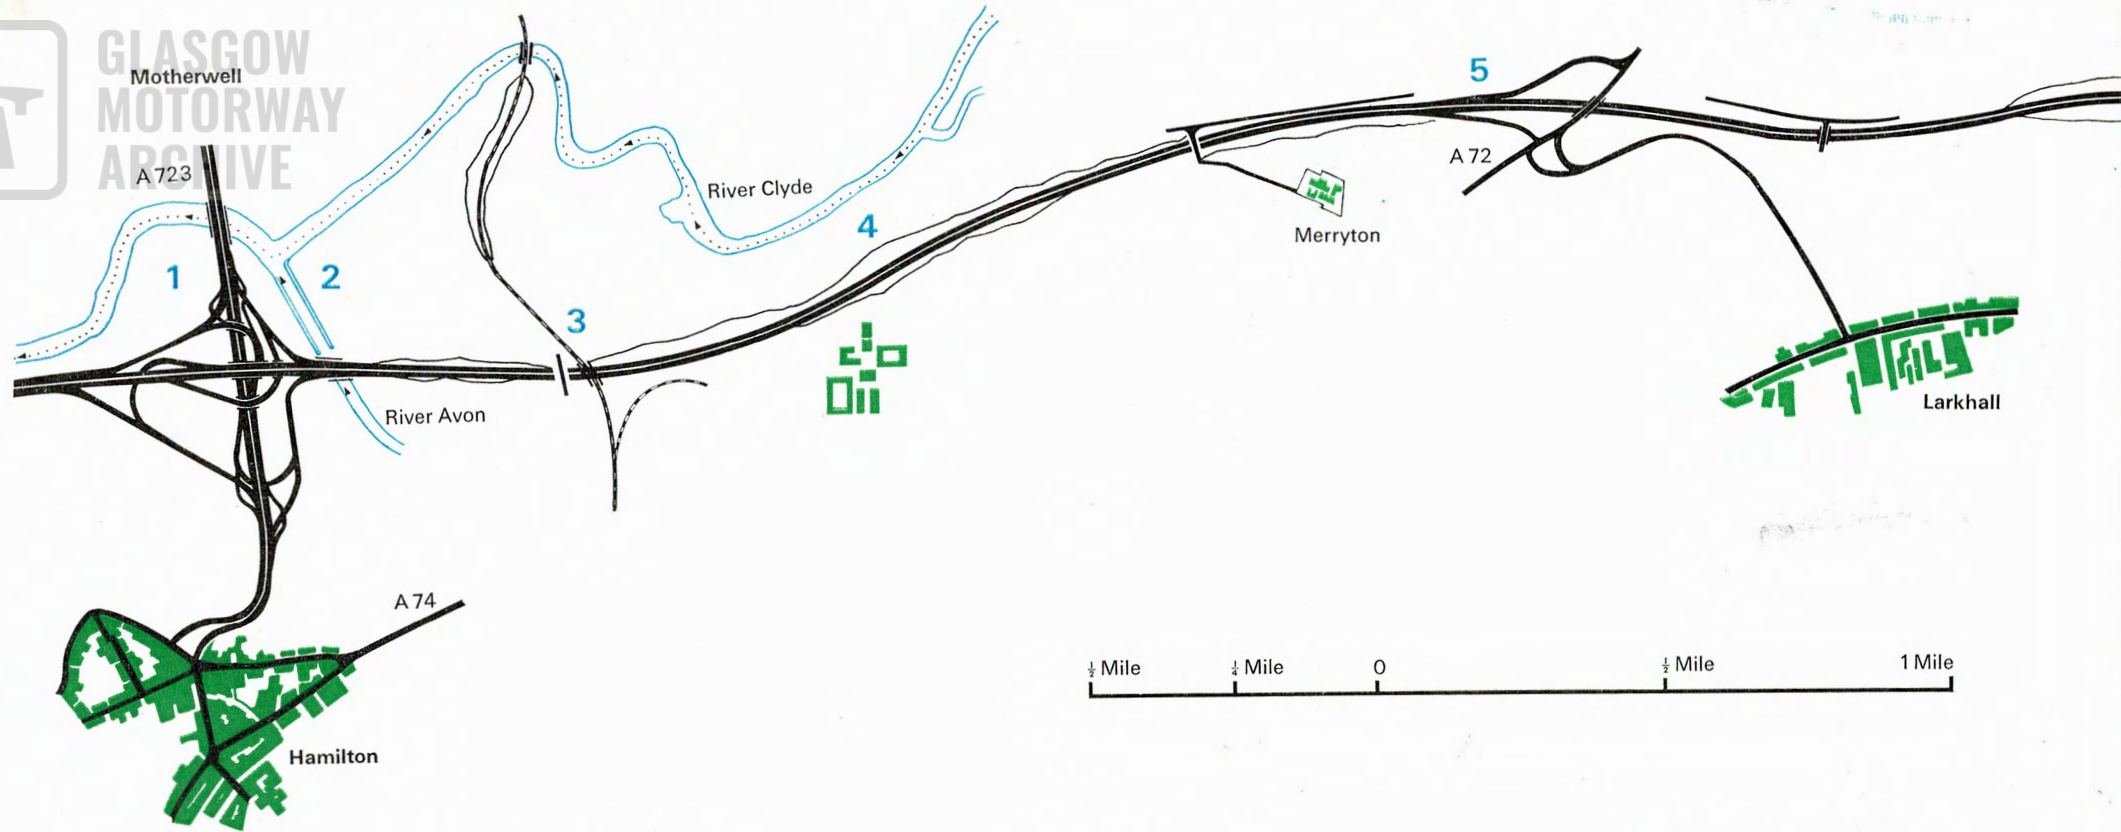 GLASGOW
MOTORWAY
ARCHIVE
Motherwell
A 723
1
2
River Clyde
3
4
5
A 72
Merryton
River Avon
Larkhall
A 74
Hamilton
½ Mile
¼ Mile
0
½ Mile
1 Mile